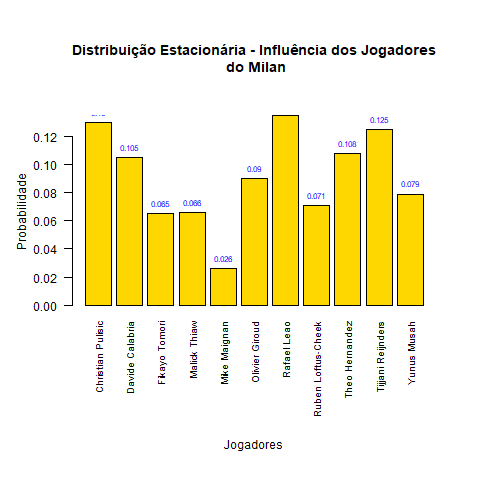 Distribuição Estacionária - Influência dos Jogadores
do Milan
Probabilidade
0.12
0.10
0.08
0.06
0.04
0.02
0.00
0.105
0.065
0.066
0.026
0.09
0.071
0.108
0.125
0.079
Christian Pulisic
Davide Calabria
Fikayo Tomori
Malick Thiaw
Mike Maignan
Olivier Giroud
Rafael Leao
Ruben Loftus-Cheek
Theo Hernandez
Tijjani Reijnders
Yunus Musah
Jogadores